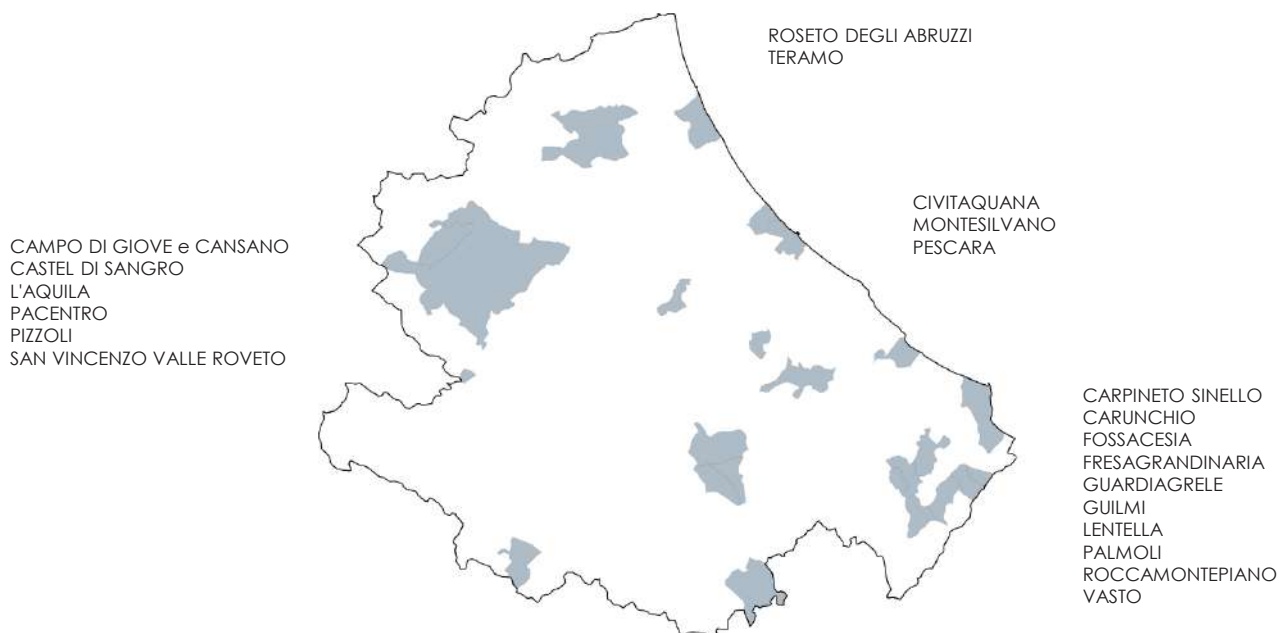 ROSETO DEGLI ABRUZZI
TERAMO
CIVITAQUANA
MONTESILVANO
PESCARA
CAMPO DI GIOVE e CANSANO
CASTEL DI SANGRO
L'AQUILA
PACENTRO
PIZZOLI
SAN VINCENZO VALLE ROVETO
CARPINETO SINELLO
CARUNCHIO
FOSSACESIA
FRESAGRANDINARIA
GUARDIAGRELE
GUILMI
LENTELLA
PALMOLI
ROCCAMONTEPIANO
VASTO